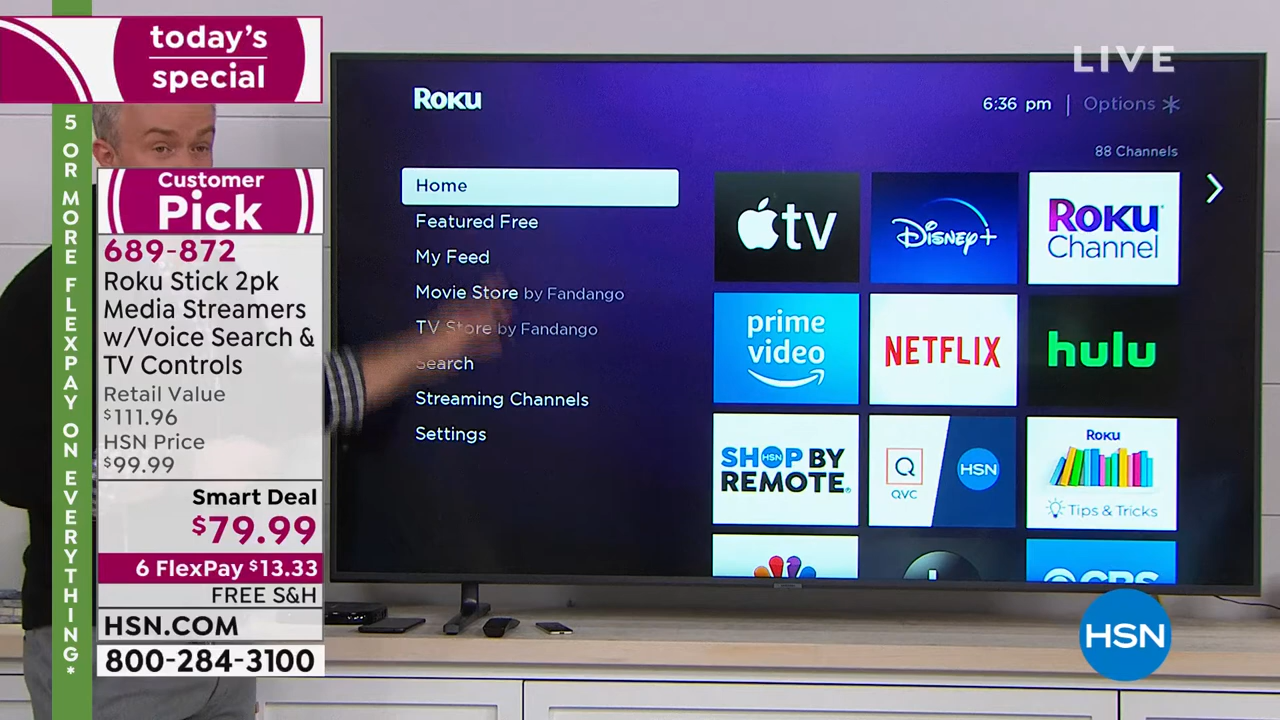 today's
special
5 OR MORE FLEXPAY ON EVERYTHING*
Customer
Pick
689-872
Roku Stick 2pk
Media Streamers
w/Voice Search &
TV Controls
Retail Value
$111.96
HSN Price
$99.99
Smart Deal
$79.99
6 FlexPay $13.33
FREE S&H
HSN.COM
800-284-3100
LIVE
ROKU
6:36 pm | Options *
88 Channels
Home
Featured Free
My Feed
Movie Store by Fandango
TV Store by Fandango
Search
Streaming Channels
Settings
tv
Disney+
ROKU
Channel
prime
video
NETFLIX
hulu
SHOP BY
HSN
REMOTE.
Q
QVC
HSN
ROKU
Tips & Tricks
CBS
HSN